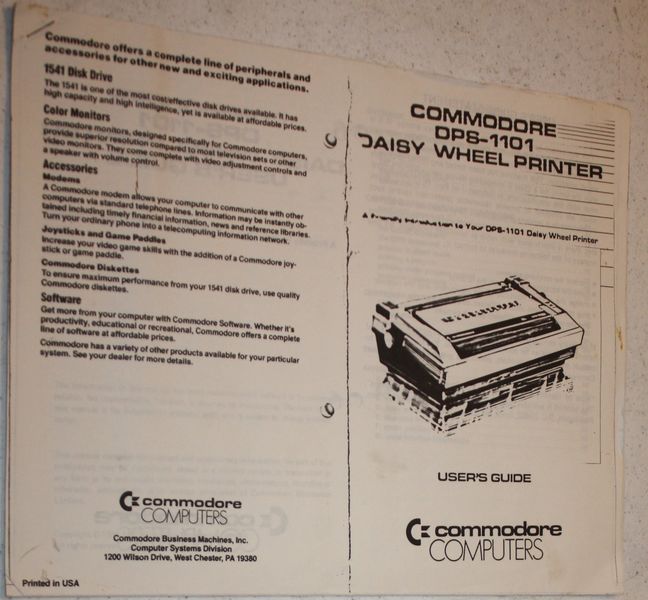 Commodore offers a complete line of peripherals and
accessories for other new and exciting applications.
1541 Disk Drive
The 1541 is one of the most cost/effective disk drives available. It has
high capacity and high intelligence, yet is available at affordable prices.
Color Monitors
Commodore monitors, designed specifically for Commodore computers,
provide superior resolution compared to most television sets or other
video monitors. They come complete with video adjustment controls and
a speaker with volume control.
Accessories
Modems
A Commodore modem allows your computer to communicate with other
computers via standard telephone lines. Information may be instantly ob-
tained including timely financial information, news and reference libraries.
Turn your ordinary phone into a telecomputing information network.
Joysticks and Game Paddles
Increase your video game skills with the addition of a Commodore joy-
stick or game paddle.
Commodore Diskettes
To ensure maximum performance from your 1541 disk drive, use quality
Commodore diskettes.
Software
Get more from your computer with Commodore Software. Whether it's
productivity, educational or recreational, Commodore offers a complete
line of software at affordable prices.
Commodore has a variety of other products available for your particular
system. See your dealer for more details.
commodore
COMPUTERS
Commodore Business Machines, Inc.
Computer Systems Division
1200 Wilson Drive, West Chester, PA 19380
Printed in USA
COMMODORE
DPS-1101
DAISY WHEEL PRINTER
A Friendly Introduction to Your DPS-1101 Daisy Wheel Printer
USER'S GUIDE
commodore
COMPUTERS